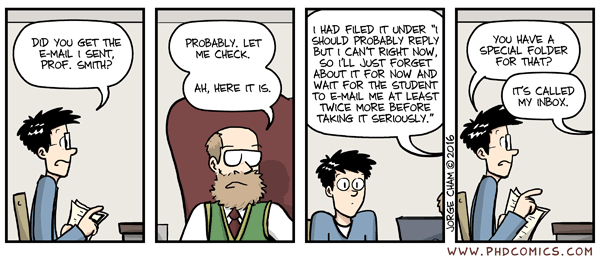 DID YOU GET THE
E-MAIL I SENT,
PROF. SMITH?
PROBABLY. LET
ME CHECK.
AH, HERE IT IS.
I HAD FILED IT UNDER "I
SHOULD PROBABLY REPLY
BUT I CAN'T RIGHT NOW,
SO I'LL JUST FORGET
ABOUT IT FOR NOW AND
WAIT FOR THE STUDENT
TO E-MAIL ME AT LEAST
TWICE MORE BEFORE
TAKING IT SERIOUSLY."
YOU HAVE A
SPECIAL FOLDER
FOR THAT?
IT'S CALLED
MY INBOX.
JORGE CHAM © 2016
WWW.PHDCOMICS.COM